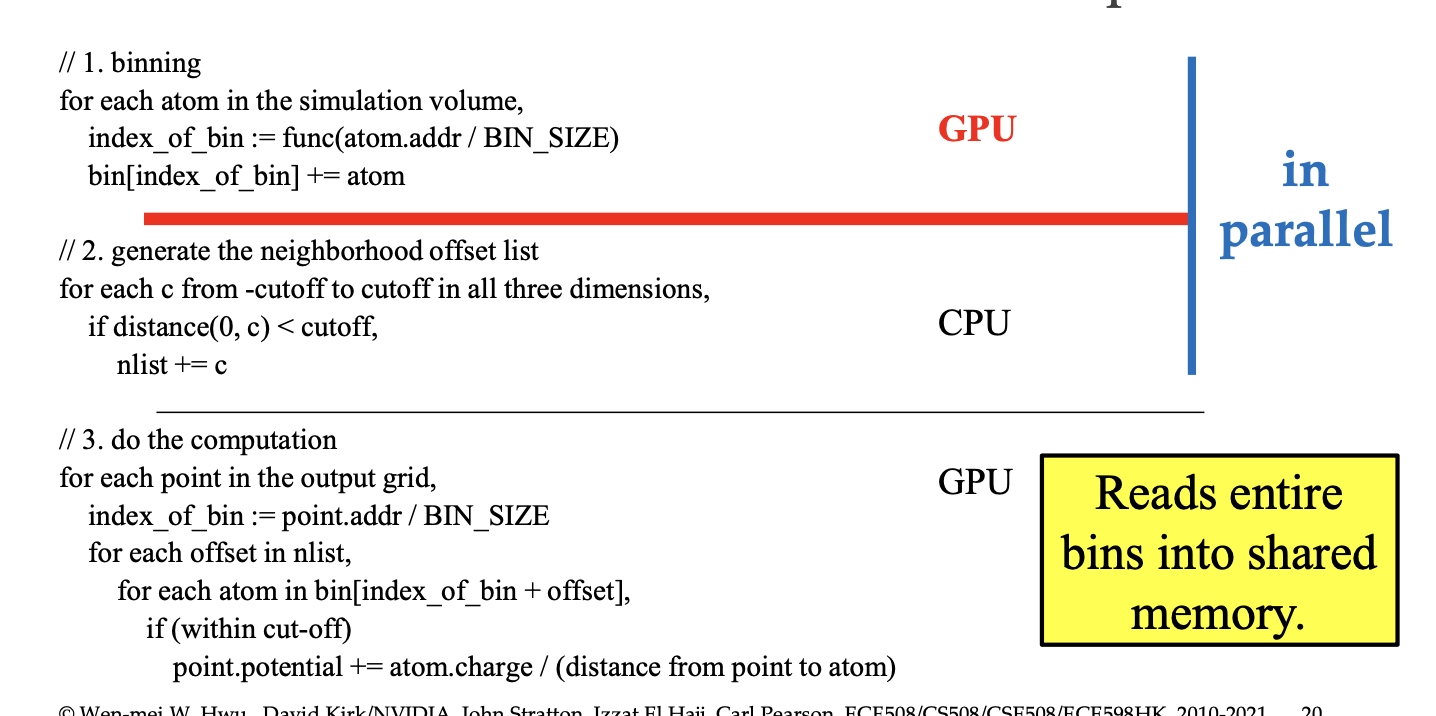 // 1. binning
for each atom in the simulation volume,
index_of_bin := func(atom.addr / BIN_SIZE)
bin[index_of_bin] += atom
GPU
in
parallel
// 2. generate the neighborhood offset list
for each c from -cutoff to cutoff in all three dimensions,
if distance(0, c) < cutoff,
nlist += c
CPU
// 3. do the computation
for each point in the output grid,
index_of_bin := point.addr / BIN_SIZE
for each offset in nlist,
for each atom in bin[index_of_bin + offset],
if (within cut-off)
point.potential += atom.charge / (distance from point to atom)
GPU
Reads entire
bins into shared
memory.
© Wen-mei W. Hwu, David Kirk/NVIDIA, John Stratton, Izzat El Hajj, Carl Pearson, ECE508/CS508/CSE508/ECE598HK, 2010-2021 20